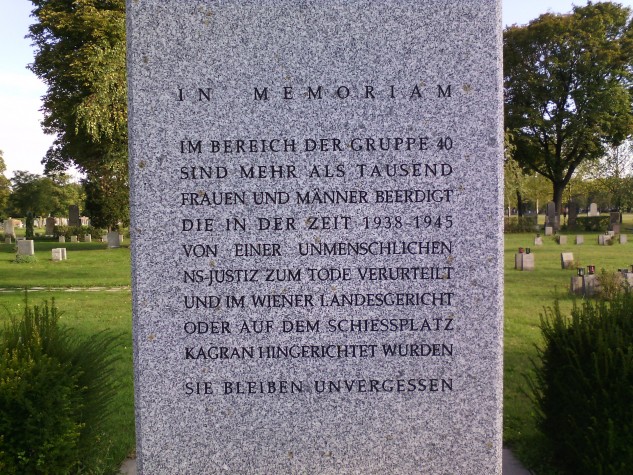 IN MEMORIAM
IM BEREICH DER GRUPPE 40
SIND MEHR ALS TAUSEND
FRAUEN UND MÄNNER BEERDIGT
DIE IN DER ZEIT 1938-1945
VON EINER UNMENSCHLICHEN
NS-JUSTIZ ZUM TODE VERURTEILT
UND IM WIENER LANDESGERICHT
ODER AUF DEM SCHIESSPLATZ
KAGRAN HINGERICHTET WURDEN
SIE BLEIBEN UNVERGESSEN